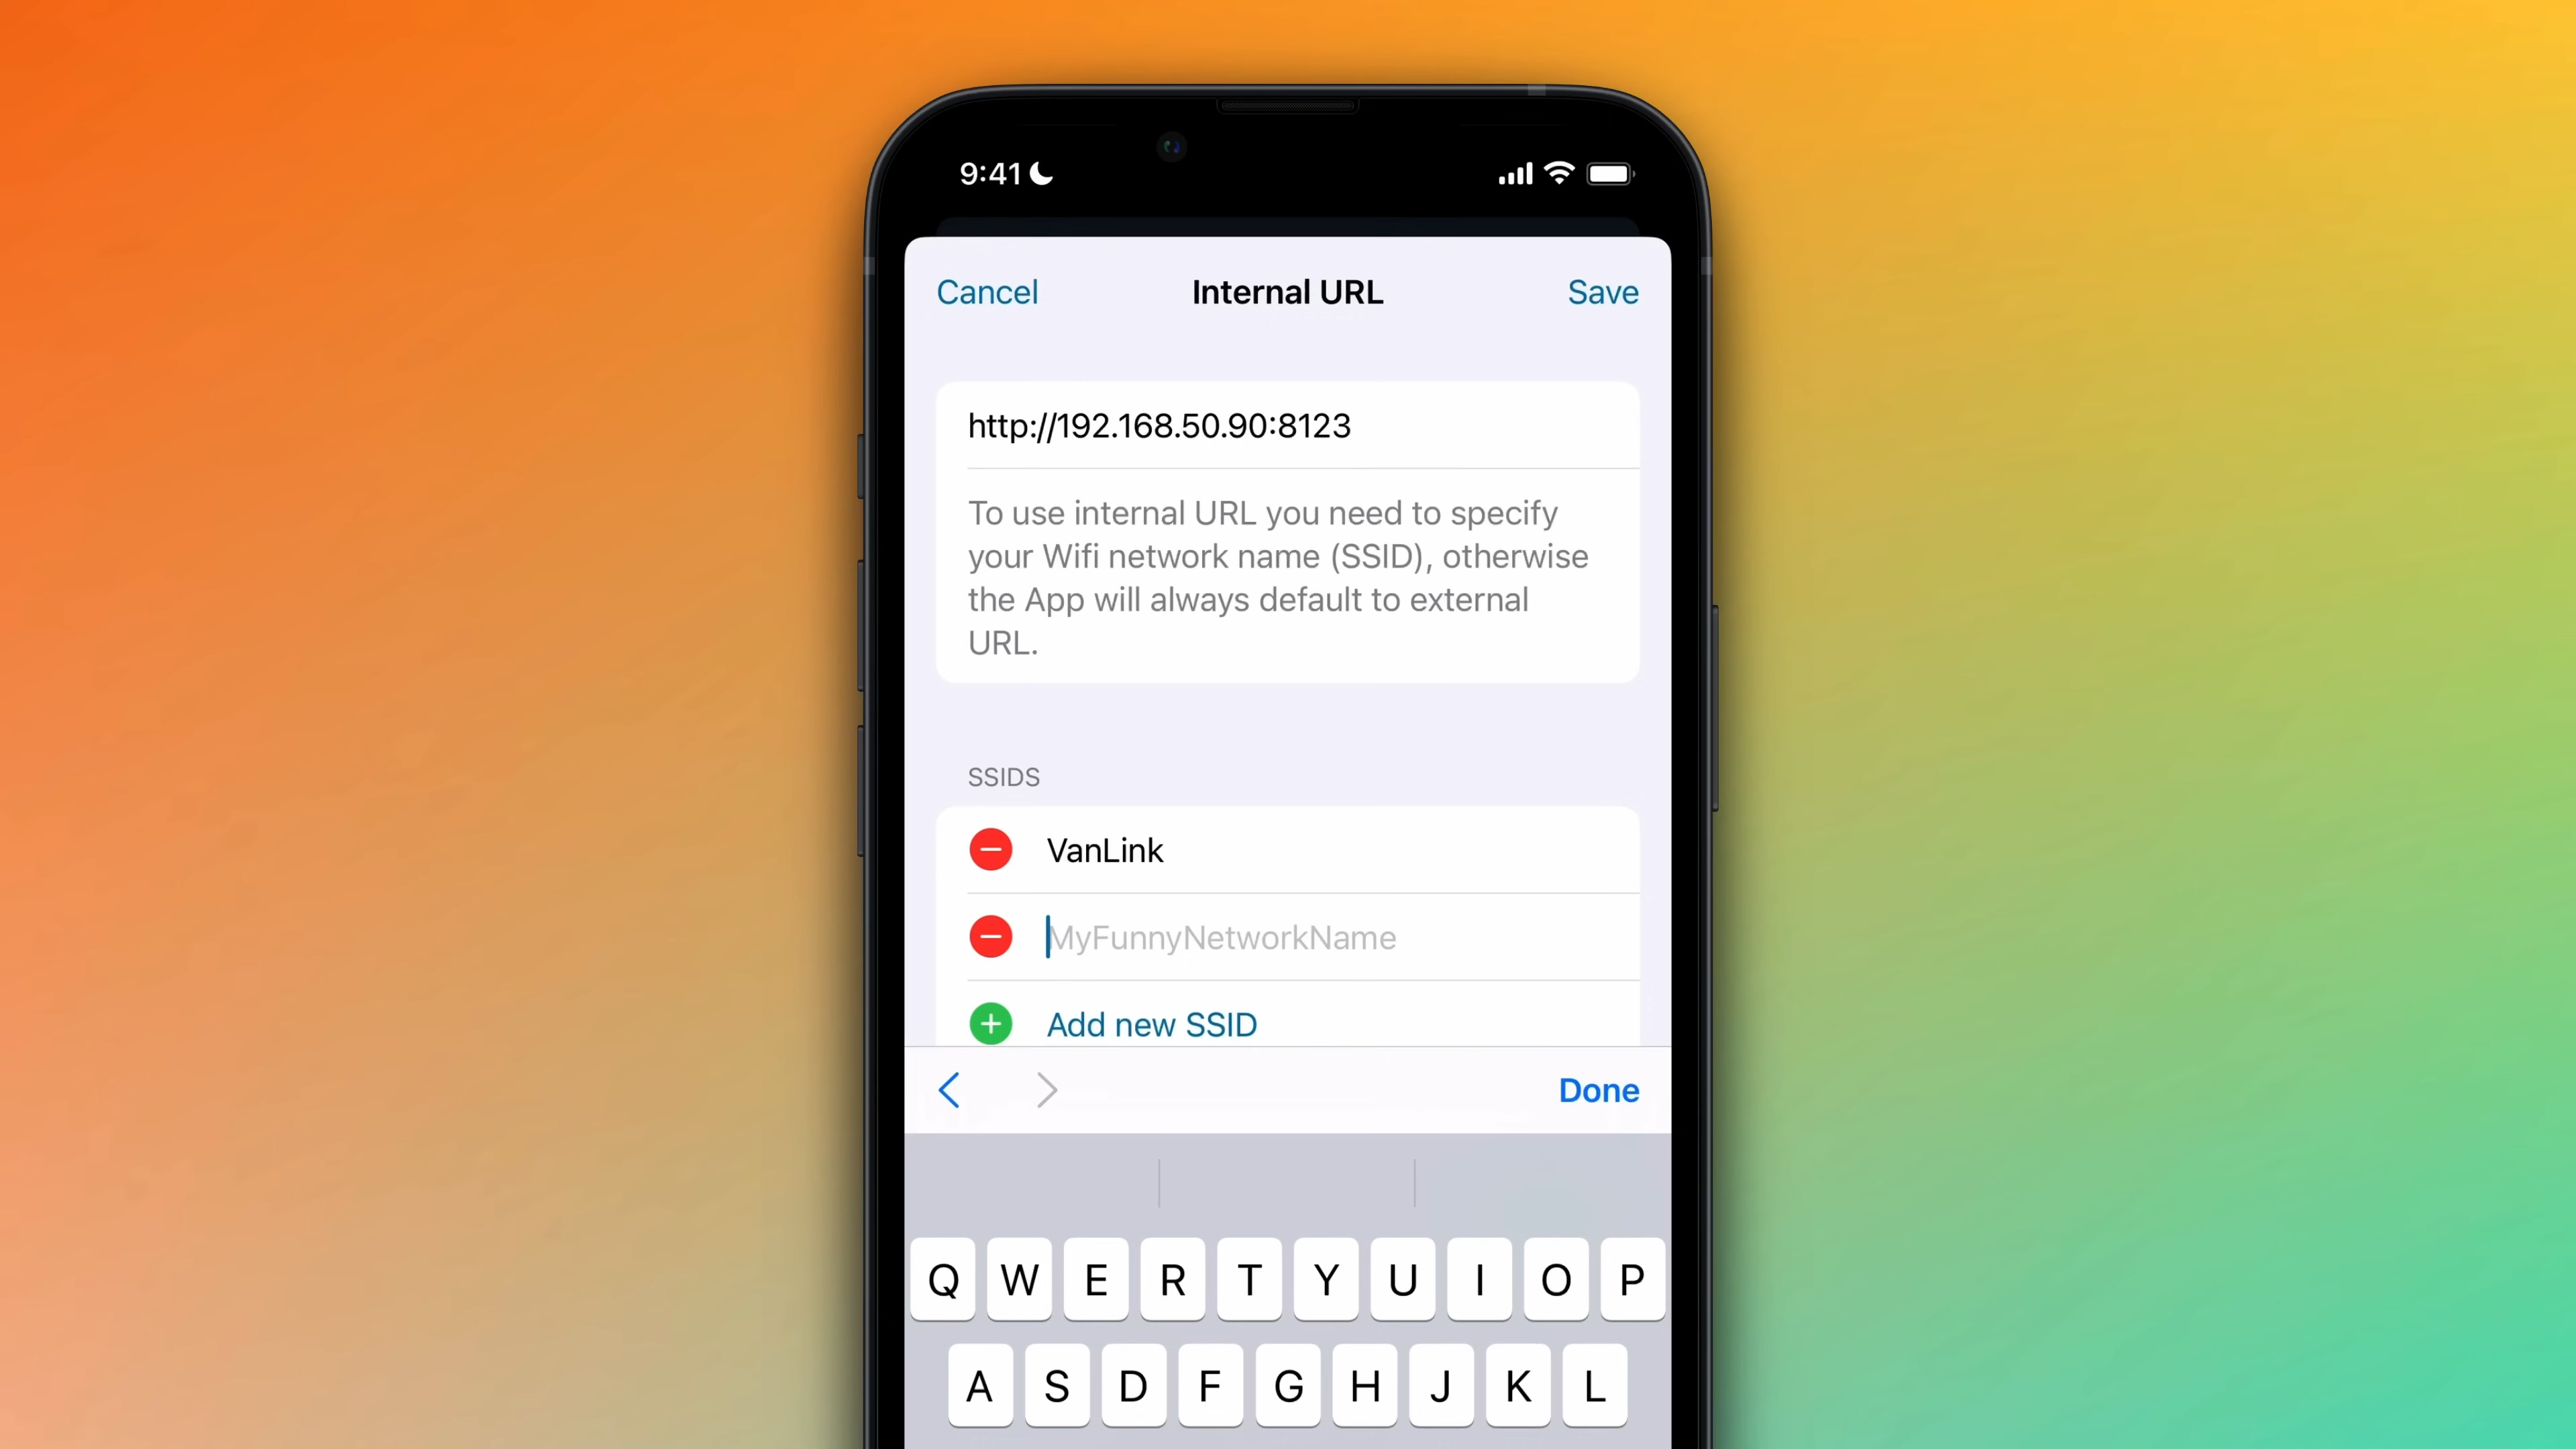 9:41
Cancel Internal URL Save
http://192.168.50.90:8123
To use internal URL you need to specify
your Wifi network name (SSID), otherwise
the App will always default to external
URL.
SSIDS
VanLink
MyFunnyNetworkName
Add new SSID
Done
Q W E R T Y U I O P
A S D F G H J K L